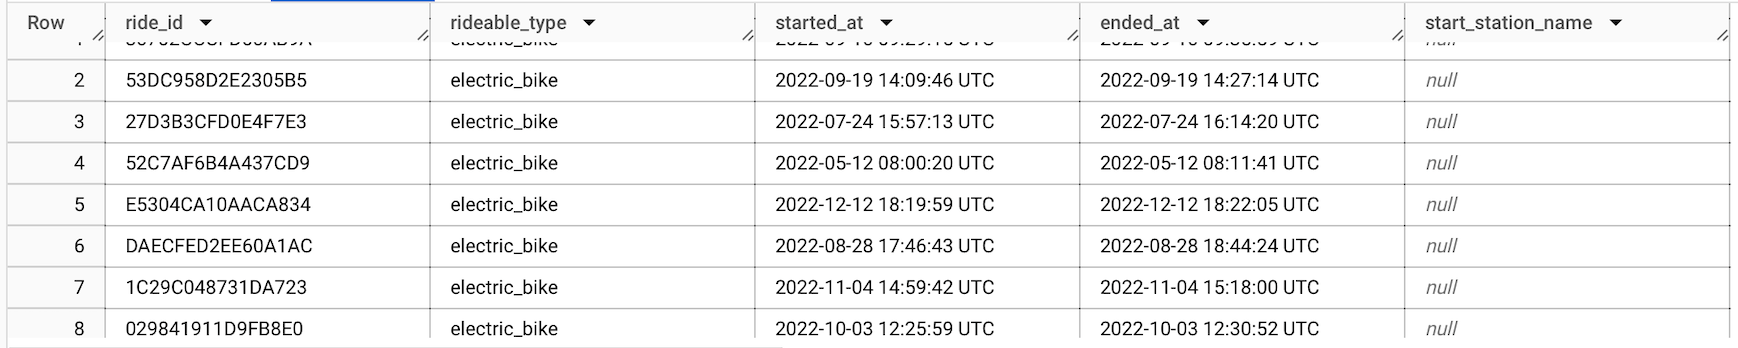 Row ride_id rideable_type started_at ended_at start_station_name
2 53DC958D2E2305B5 electric_bike 2022-09-19 14:09:46 UTC 2022-09-19 14:27:14 UTC null
3 27D3B3CFD0E4F7E3 electric_bike 2022-07-24 15:57:13 UTC 2022-07-24 16:14:20 UTC null
4 52C7AF6B4A437CD9 electric_bike 2022-05-12 08:00:20 UTC 2022-05-12 08:11:41 UTC null
5 E5304CA10AACA834 electric_bike 2022-12-12 18:19:59 UTC 2022-12-12 18:22:05 UTC null
6 DAECFED2EE60A1AC electric_bike 2022-08-28 17:46:43 UTC 2022-08-28 18:44:24 UTC null
7 1C29C048731DA723 electric_bike 2022-11-04 14:59:42 UTC 2022-11-04 15:18:00 UTC null
8 029841911D9FB8E0 electric_bike 2022-10-03 12:25:59 UTC 2022-10-03 12:30:52 UTC null